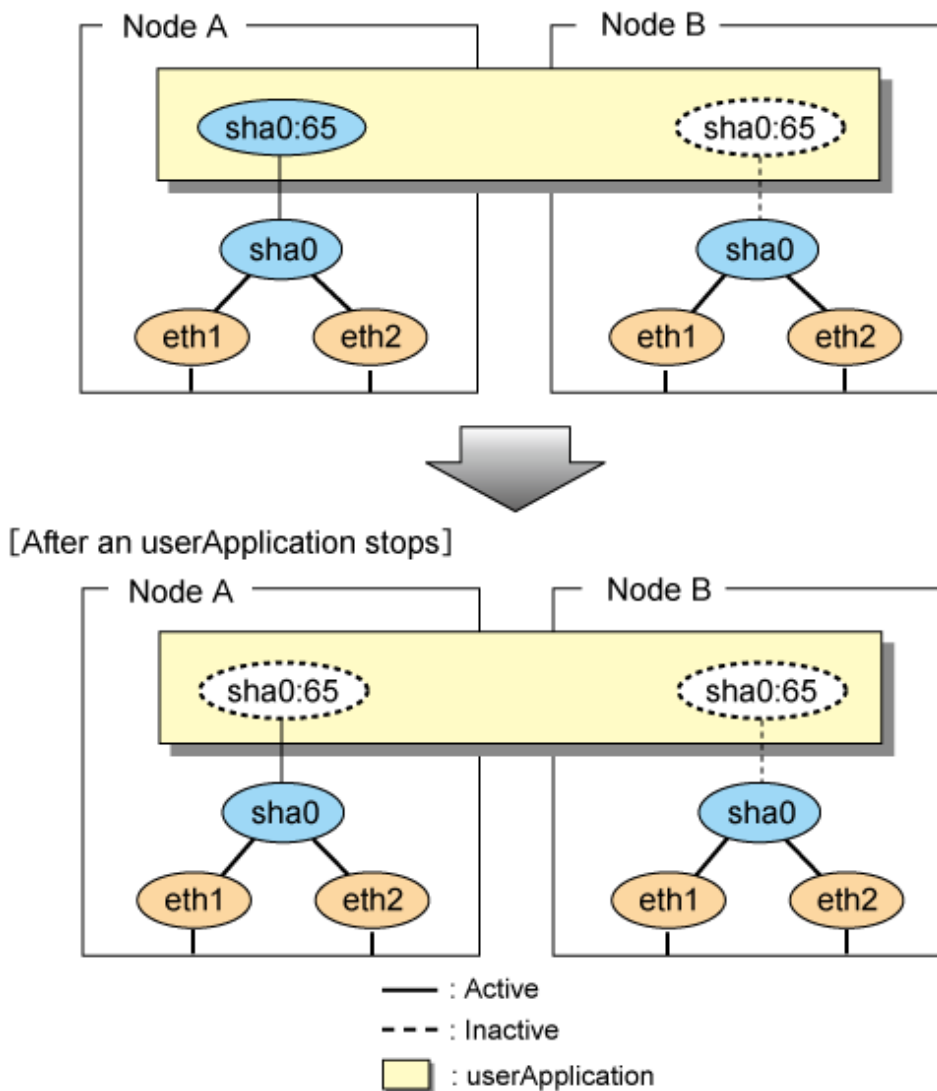 Node A
Node B
sha0:65
sha0:65
sha0
sha0
eth1
eth2
eth1
eth2
[After an userApplication stops]
Node A
Node B
sha0:65
sha0:65
sha0
sha0
eth1
eth2
eth1
eth2
: Active
: Inactive
: userApplication